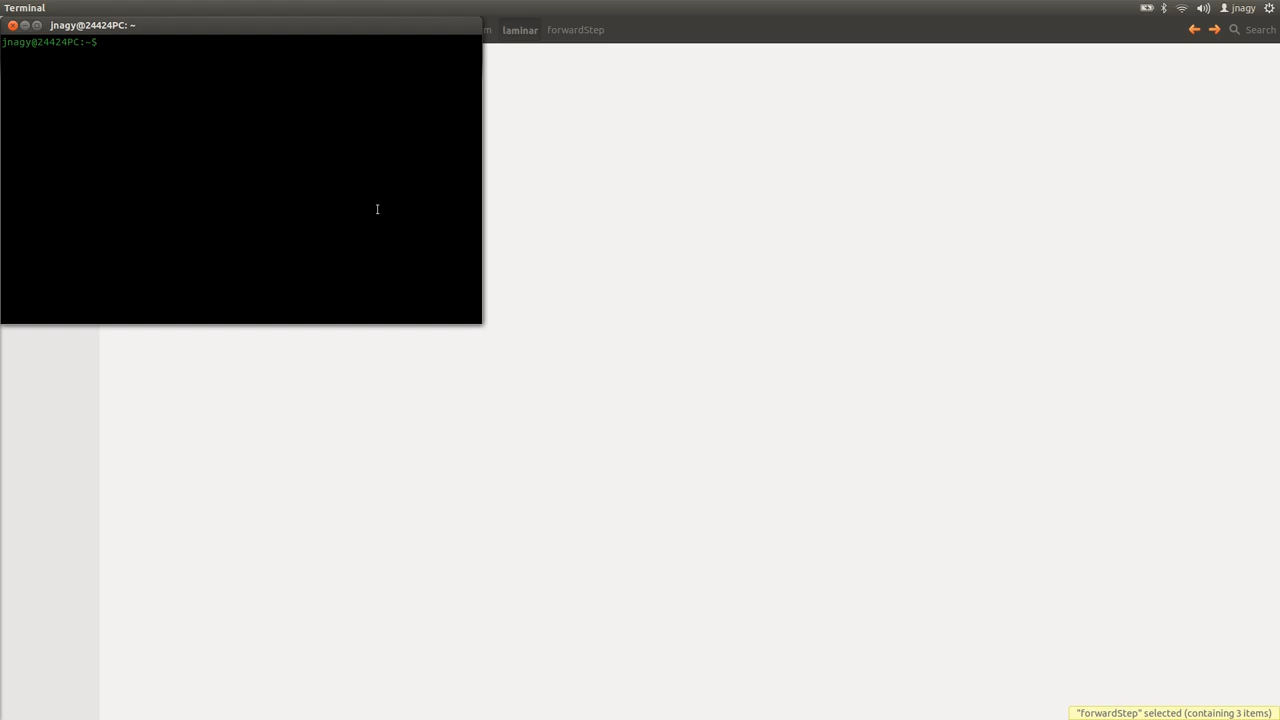 Terminal
jnagy
jnagy@24424PC: ~
m
laminar
forwardStep
Search
jnagy@24424PC:~$
"forwardStep" selected (containing 3 items)